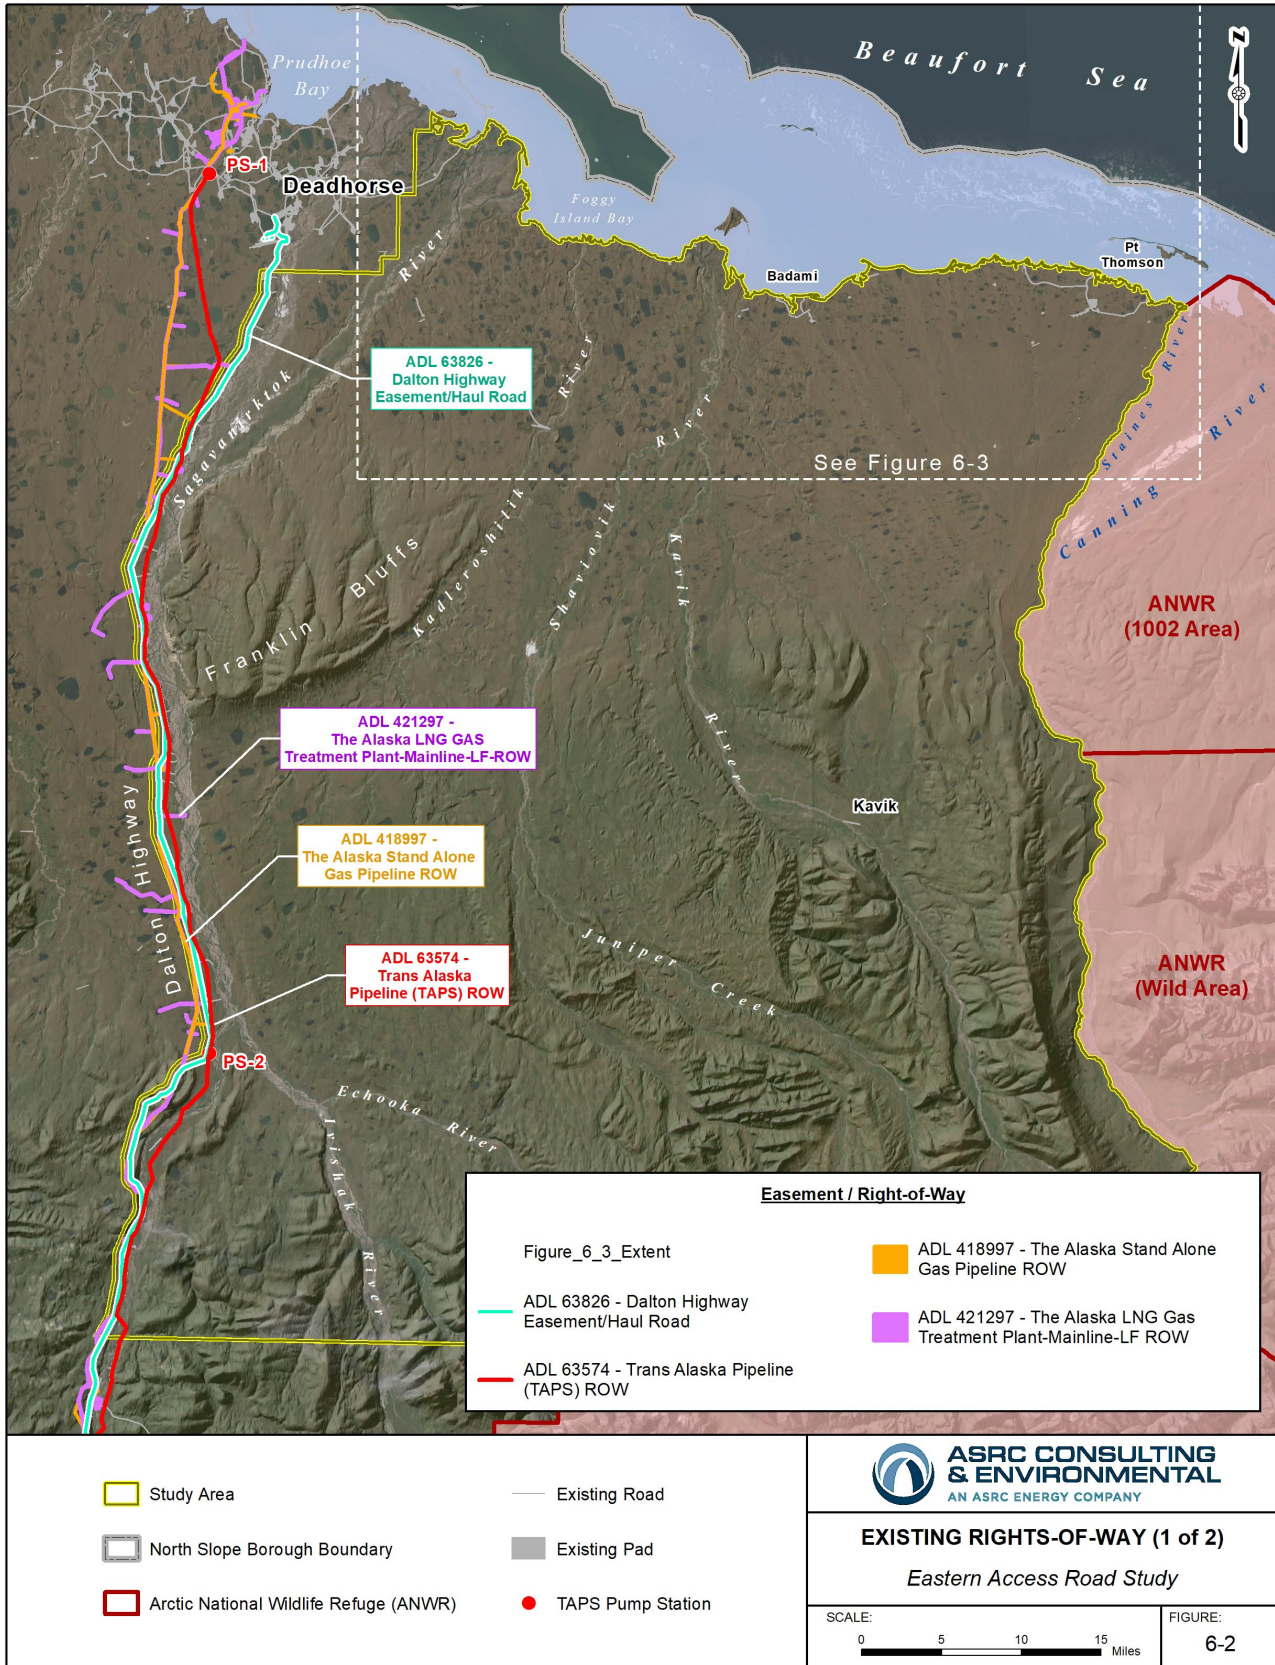 Beaufort Sea
N
Prudhoe
Bay
PS-1
Deadhorse
Foggy
Island Bay
Badami
Pt
Thomson
River
ADL 63826 -
Dalton Highway
Easement/Haul Road
River
River
Staines River
Canning River
Sagavanirktok
See Figure 6-3
Franklin Bluffs
Kadleroshilik
Shaviovik
Kavik
River
ANWR
(1002 Area)
ADL 421297 -
The Alaska LNG GAS
Treatment Plant-Mainline-LF-ROW
Kavik
ADL 418997 -
The Alaska Stand Alone
Gas Pipeline ROW
Dalton Highway
Juniper Creek
ADL 63574 -
Trans Alaska
Pipeline (TAPS) ROW
ANWR
(Wild Area)
PS-2
Echooka River
Ivishak River
Easement / Right-of-Way
Figure_6_3_Extent
ADL 63826 - Dalton Highway
Easement/Haul Road
ADL 63574 - Trans Alaska Pipeline
(TAPS) ROW
ADL 418997 - The Alaska Stand Alone
Gas Pipeline ROW
ADL 421297 - The Alaska LNG Gas
Treatment Plant-Mainline-LF ROW
Study Area
North Slope Borough Boundary
Arctic National Wildlife Refuge (ANWR)
Existing Road
Existing Pad
TAPS Pump Station
ASRC CONSULTING
& ENVIRONMENTAL
AN ASRC ENERGY COMPANY
EXISTING RIGHTS-OF-WAY (1 of 2)
Eastern Access Road Study
SCALE:
0 5 10 15
Miles
FIGURE:
6-2